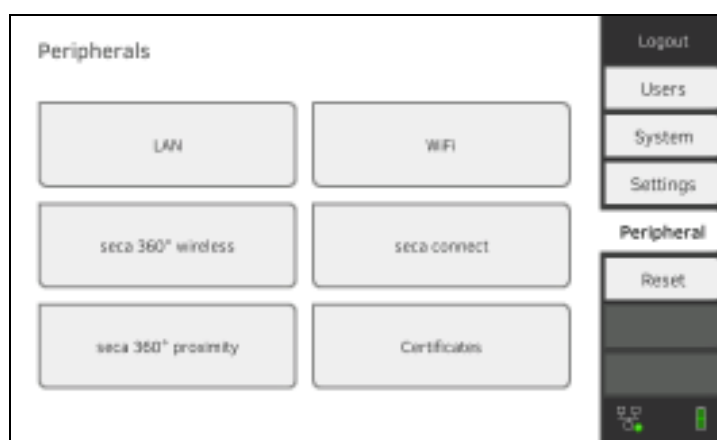 Peripherals
LAN
WiFi
seca 360° wireless
seca connect
seca 360° proximity
Certificates
Logout
Users
System
Settings
Peripheral
Reset